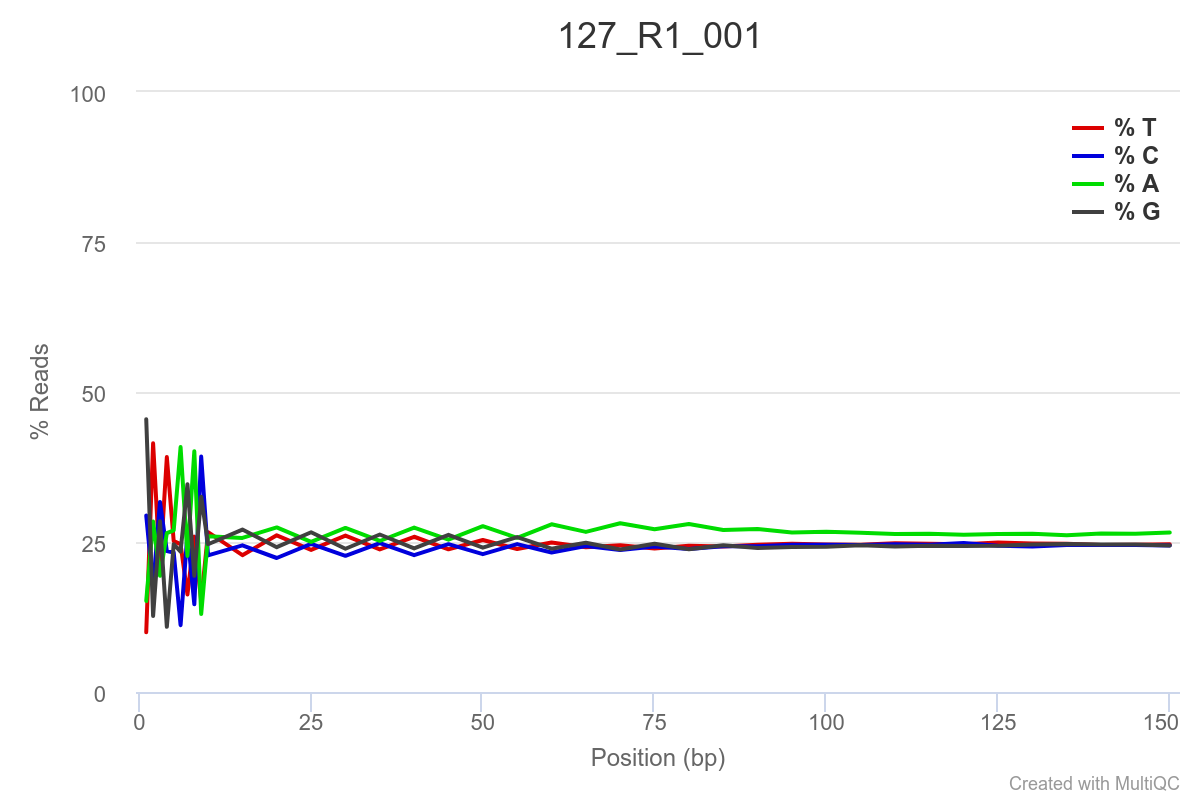 127_R1_001
100
75
50
25
0
% Reads
% T
% C
% A
% G
0 25 50 75 100 125 150
Position (bp)
Created with MultiQC